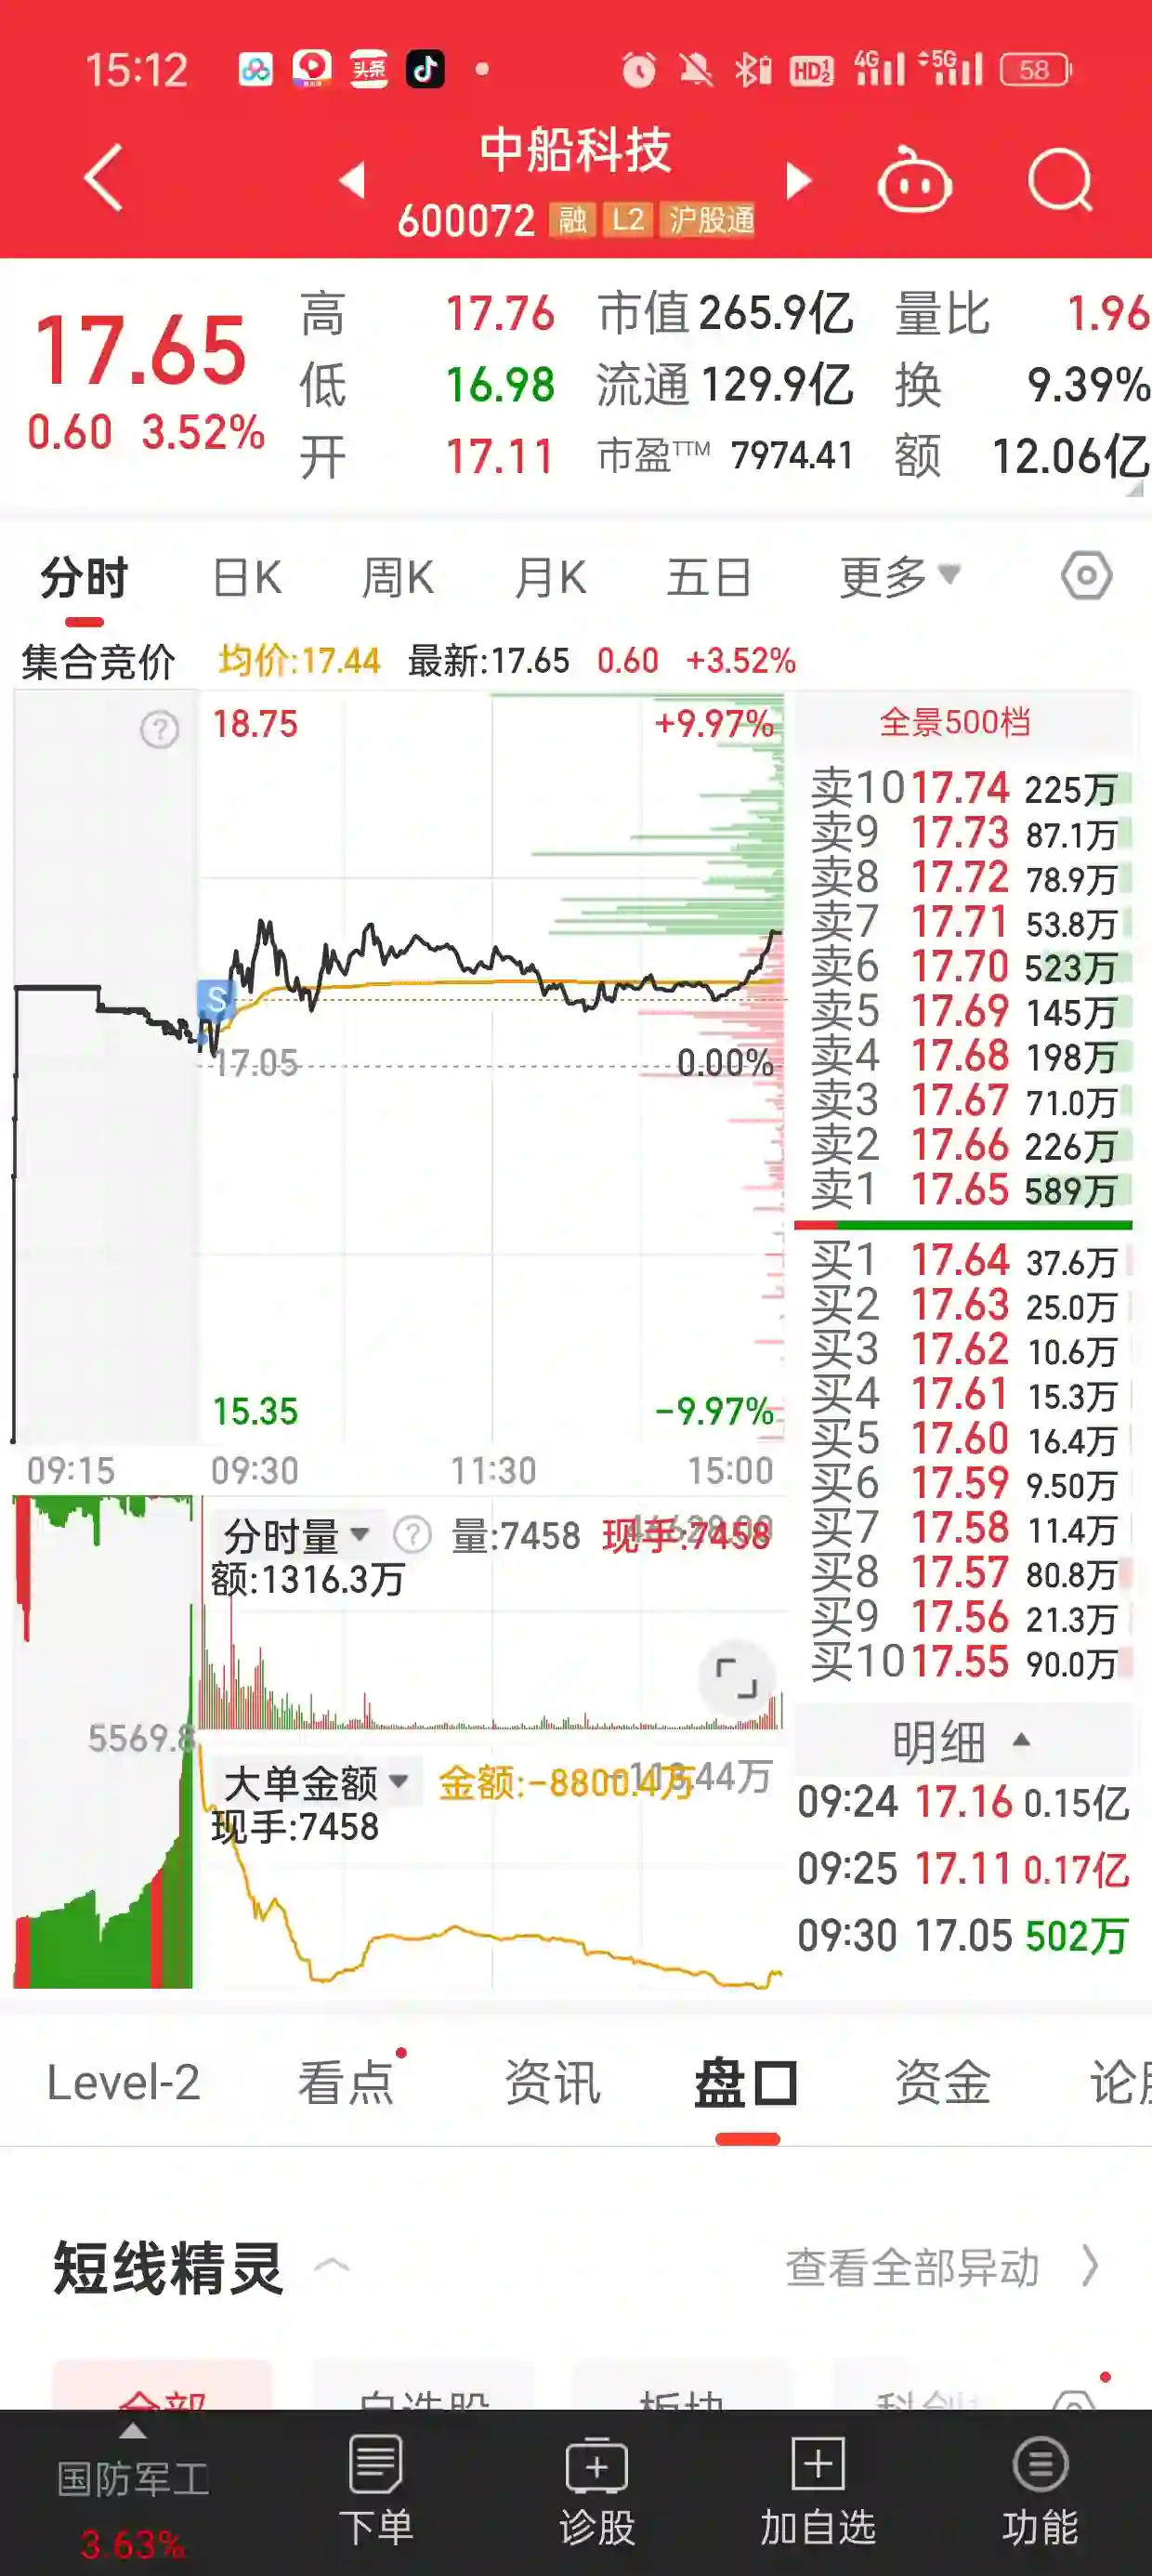 15:12 头条 HD1 2 4G 5G 58
中船科技
600072 融 L2 沪股通
17.65
0.60 3.52%
高 17.76 市值 265.9亿 量比 1.96
低 16.98 流通 129.9亿 换 9.39%
开 17.11 市盈TTM 7974.41 额 12.06亿
分时 日K 周K 月K 五日 更多
集合竞价 均价:17.44 最新:17.65 0.60 +3.52%
18.75 +9.97%
S
17.05 0.00%
15.35 -9.97%
09:15 09:30 11:30 15:00
全景500档
卖10 17.74 225万
卖9 17.73 87.1万
卖8 17.72 78.9万
卖7 17.71 53.8万
卖6 17.70 523万
卖5 17.69 145万
卖4 17.68 198万
卖3 17.67 71.0万
卖2 17.66 226万
卖1 17.65 589万
买1 17.64 37.6万
买2 17.63 25.0万
买3 17.62 10.6万
买4 17.61 15.3万
买5 17.60 16.4万
买6 17.59 9.50万
买7 17.58 11.4万
买8 17.57 80.8万
买9 17.56 21.3万
买10 17.55 90.0万
分时量 ? 量:7458 现手:7458
额:1316.3万
5569.8
大单金额 金额:-8800.4万
现手:7458
明细
09:24 17.16 0.15亿
09:25 17.11 0.17亿
09:30 17.05 502万
Level-2 看点 资讯 盘口 资金 论股
短线精灵 查看全部异动
全部 自选股 板块 科创
国防军工
3.63%
下单 诊股 加自选 功能